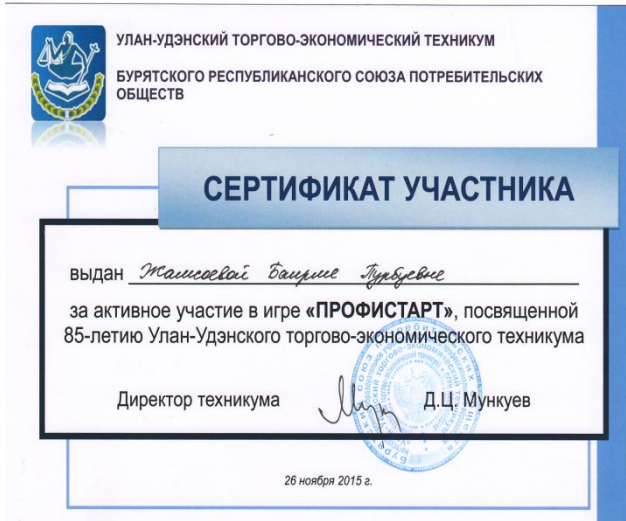 УЛАН-УДЭНСКИЙ ТОРГОВО-ЭКОНОМИЧЕСКИЙ ТЕХНИКУМ
БУРЯТСКОГО РЕСПУБЛИКАНСКОГО СОЮЗА ПОТРЕБИТЕЛЬСКИХ
ОБЩЕСТВ
СЕРТИФИКАТ УЧАСТНИКА
выдан Жамсоевой Баирме Пурбуевне
за активное участие в игре «ПРОФИСТАРТ», посвященной
85-летию Улан-Удэнского торгово-экономического техникума
Директор техникума Д.Ц. Мункуев
26 ноября 2015 г.